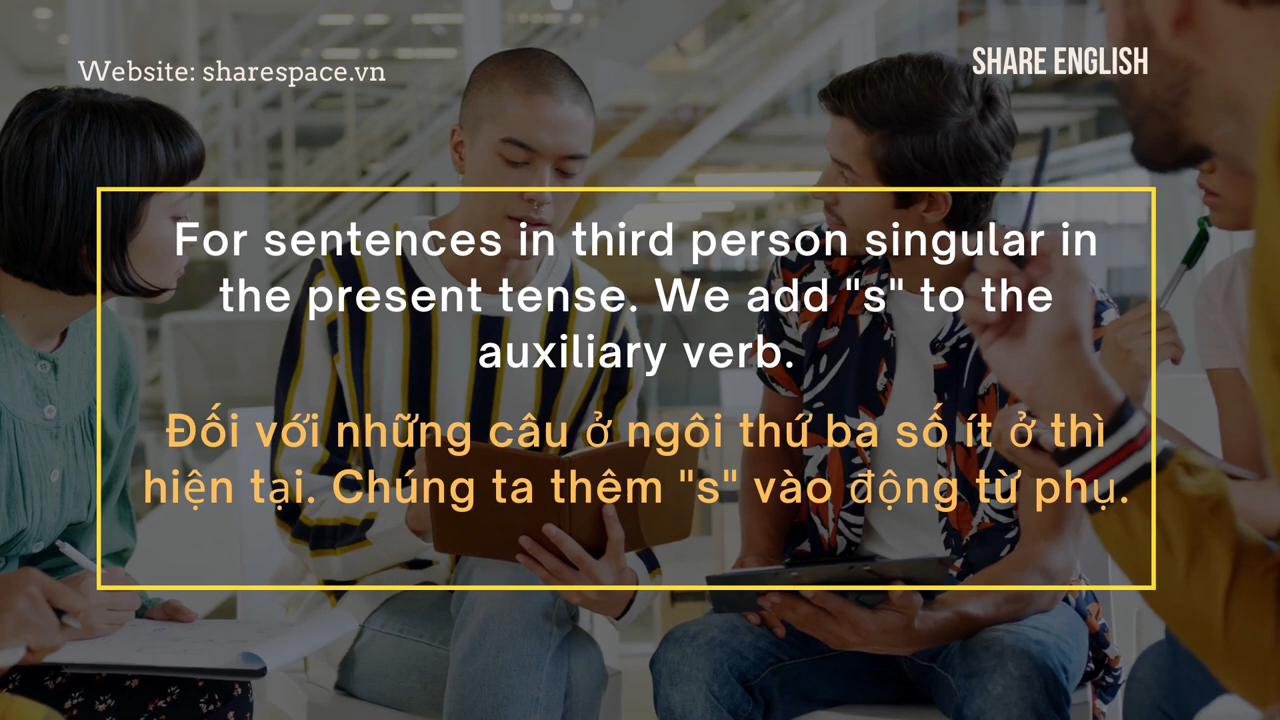 Website: sharespace.vn
SHARE ENGLISH
For sentences in third person singular in
the present tense. We add "s" to the
auxiliary verb.
Đối với những câu ở ngôi thứ ba số ít ở thì
hiện tại. Chúng ta thêm "s" vào động từ phụ.